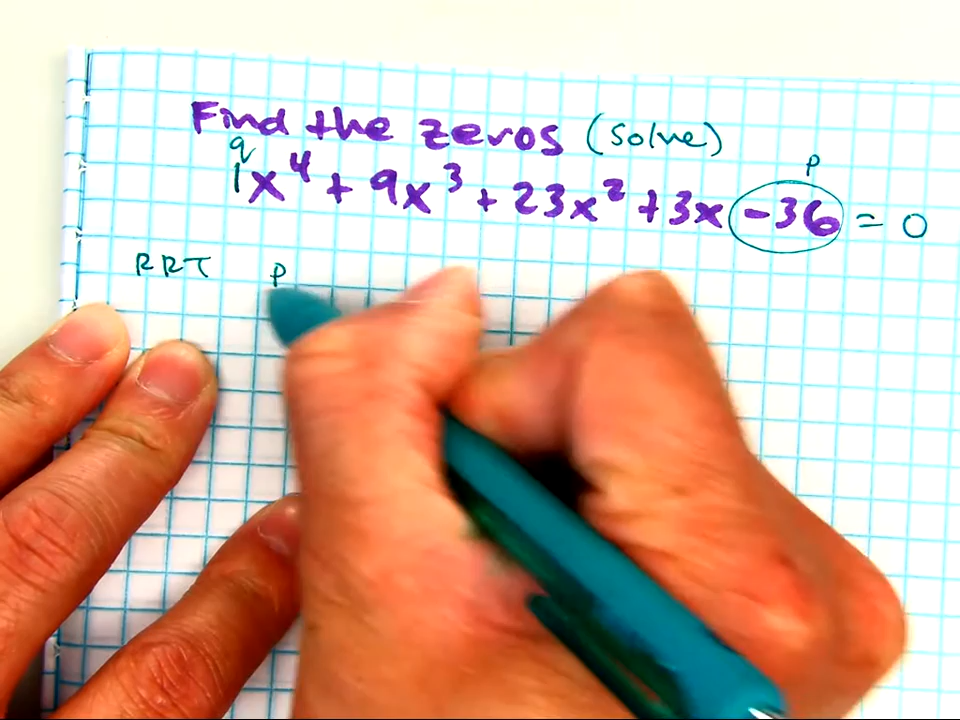 Find the zeros (solve)
q p
1x⁴ + 9x³ + 23x² + 3x - 36 = 0
RRT P